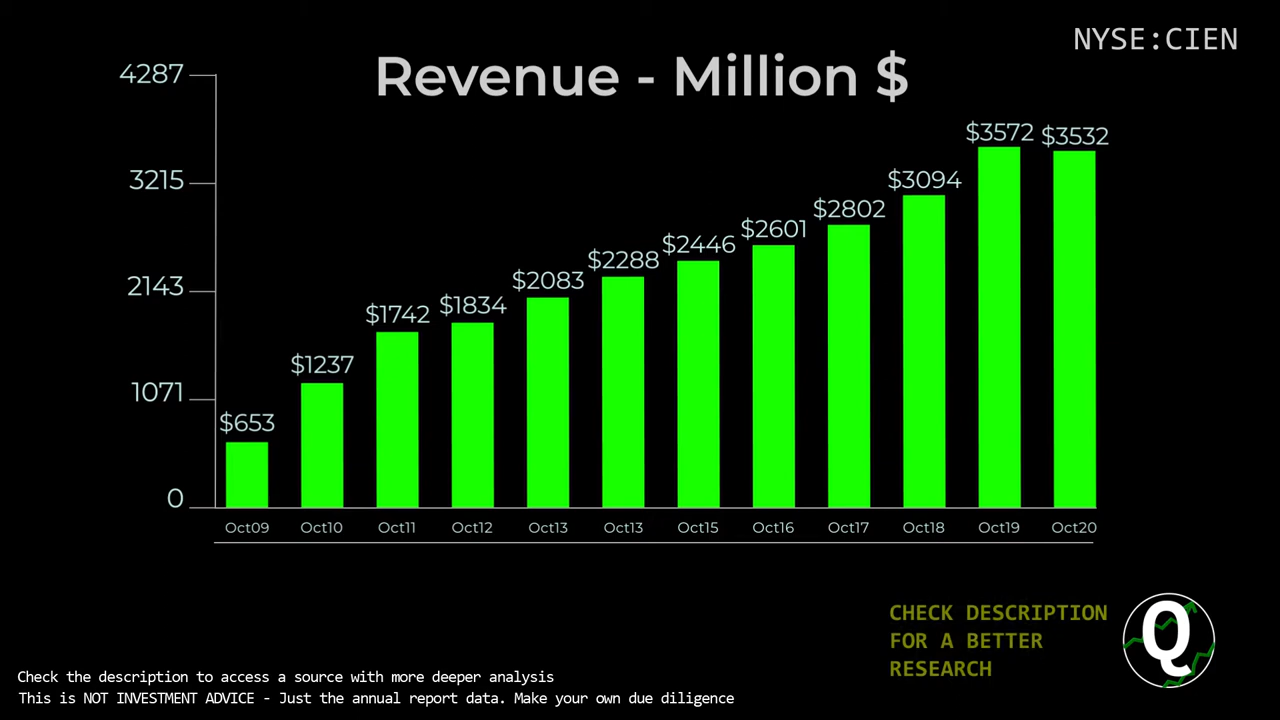 NYSE:CIEN
Revenue - Million $
4287
3215
2143
1071
0
$653
$1237
$1742
$1834
$2083
$2288
$2446
$2601
$2802
$3094
$3572
$3532
Oct09 Oct10 Oct11 Oct12 Oct13 Oct13 Oct15 Oct16 Oct17 Oct18 Oct19 Oct20
CHECK DESCRIPTION
FOR A BETTER
RESEARCH
Q
Check the description to access a source with more deeper analysis
This is NOT INVESTMENT ADVICE - Just the annual report data. Make your own due diligence